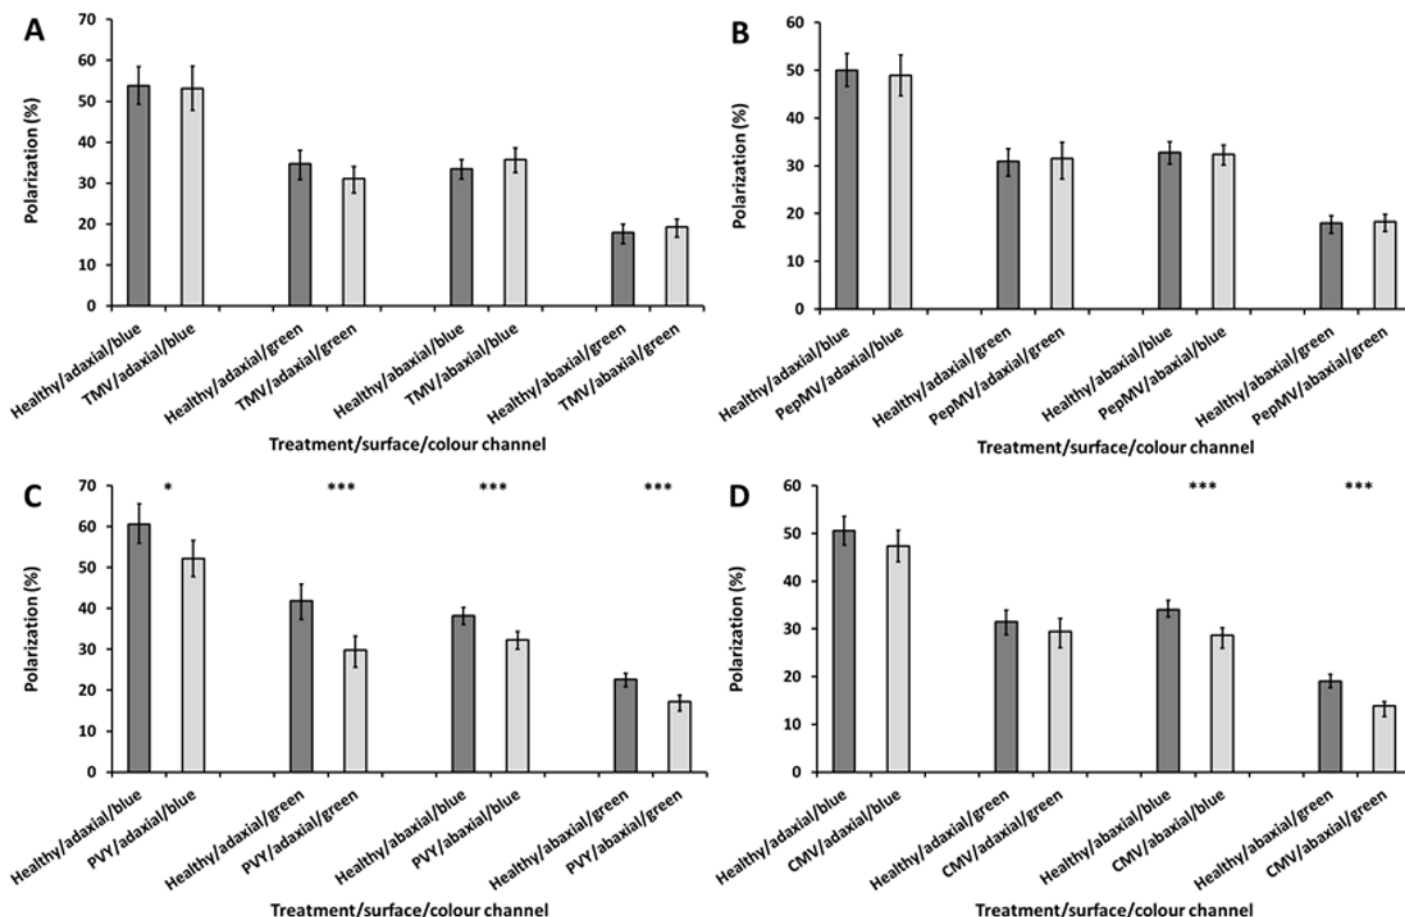 A
Polarization (%)
70
60
50
40
30
20
10
0
Healthy/adaxial/blue
TMV/adaxial/blue
Healthy/adaxial/green
TMV/adaxial/green
Healthy/abaxial/blue
TMV/abaxial/blue
Healthy/abaxial/green
TMV/abaxial/green
Treatment/surface/colour channel
B
Polarization (%)
60
50
40
30
20
10
0
Healthy/adaxial/blue
PepMV/adaxial/blue
Healthy/adaxial/green
PepMV/adaxial/green
Healthy/abaxial/blue
PepMV/abaxial/blue
Healthy/abaxial/green
PepMV/abaxial/green
Treatment/surface/colour channel
C
Polarization (%)
70
60
50
40
30
20
10
0
* *** *** ***
Healthy/adaxial/blue
PVY/adaxial/blue
Healthy/adaxial/green
PVY/adaxial/green
Healthy/abaxial/blue
PVY/abaxial/blue
Healthy/abaxial/green
PVY/abaxial/green
Treatment/surface/colour channel
D
Polarization (%)
60
50
40
30
20
10
0
*** ***
Healthy/adaxial/blue
CMV/adaxial/blue
Healthy/adaxial/green
CMV/adaxial/green
Healthy/abaxial/blue
CMV/abaxial/blue
Healthy/abaxial/green
CMV/abaxial/green
Treatment/surface/colour channel